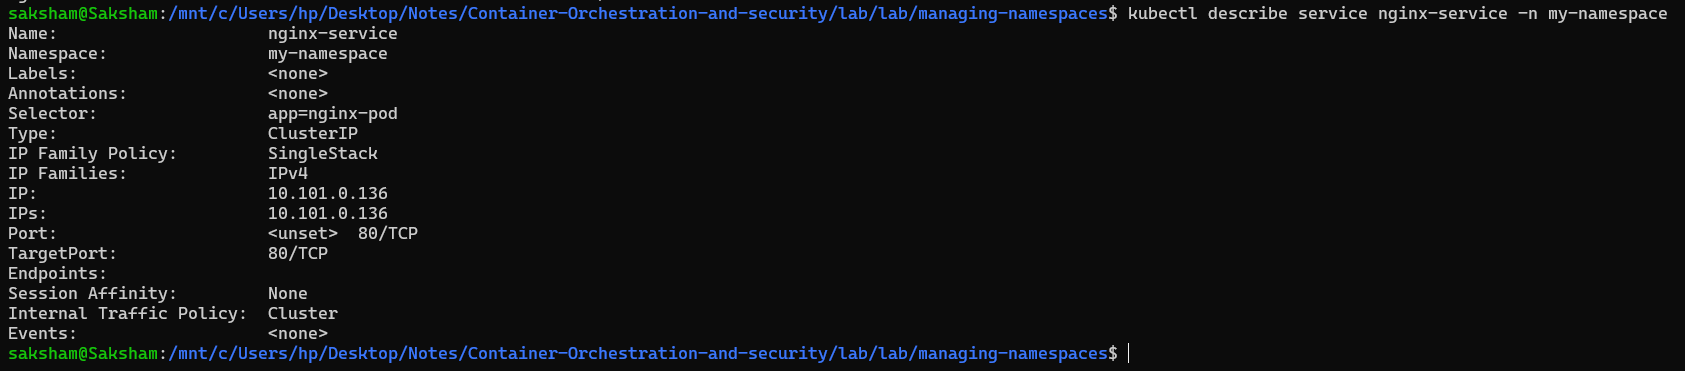 saksham@Saksham:/mnt/c/Users/hp/Desktop/Notes/Container-Orchestration-and-security/lab/lab/managing-namespaces$ kubectl describe service nginx-service -n my-namespace
Name:                     nginx-service
Namespace:                my-namespace
Labels:                   <none>
Annotations:              <none>
Selector:                 app=nginx-pod
Type:                     ClusterIP
IP Family Policy:         SingleStack
IP Families:              IPv4
IP:                       10.101.0.136
IPs:                      10.101.0.136
Port:                     <unset>  80/TCP
TargetPort:               80/TCP
Endpoints:
Session Affinity:         None
Internal Traffic Policy:  Cluster
Events:                   <none>
saksham@Saksham:/mnt/c/Users/hp/Desktop/Notes/Container-Orchestration-and-security/lab/lab/managing-namespaces$